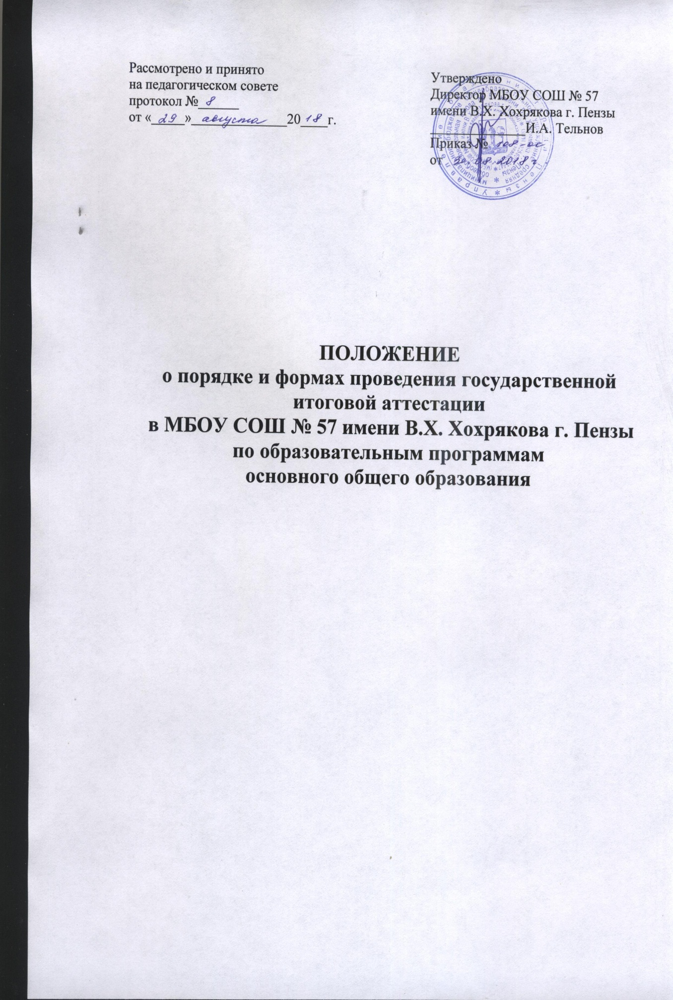 Рассмотрено и принято
на педагогическом совете
протокол № 8
от « 29 » августа 20 18 г.
Утверждено
Директор МБОУ СОШ № 57
имени В.Х. Хохрякова г. Пензы
И.А. Тельнов
Приказ № 108-ос
от 30.08.2018 г
ПОЛОЖЕНИЕ
о порядке и формах проведения государственной
итоговой аттестации
в МБОУ СОШ № 57 имени В.Х. Хохрякова г. Пензы
по образовательным программам
основного общего образования